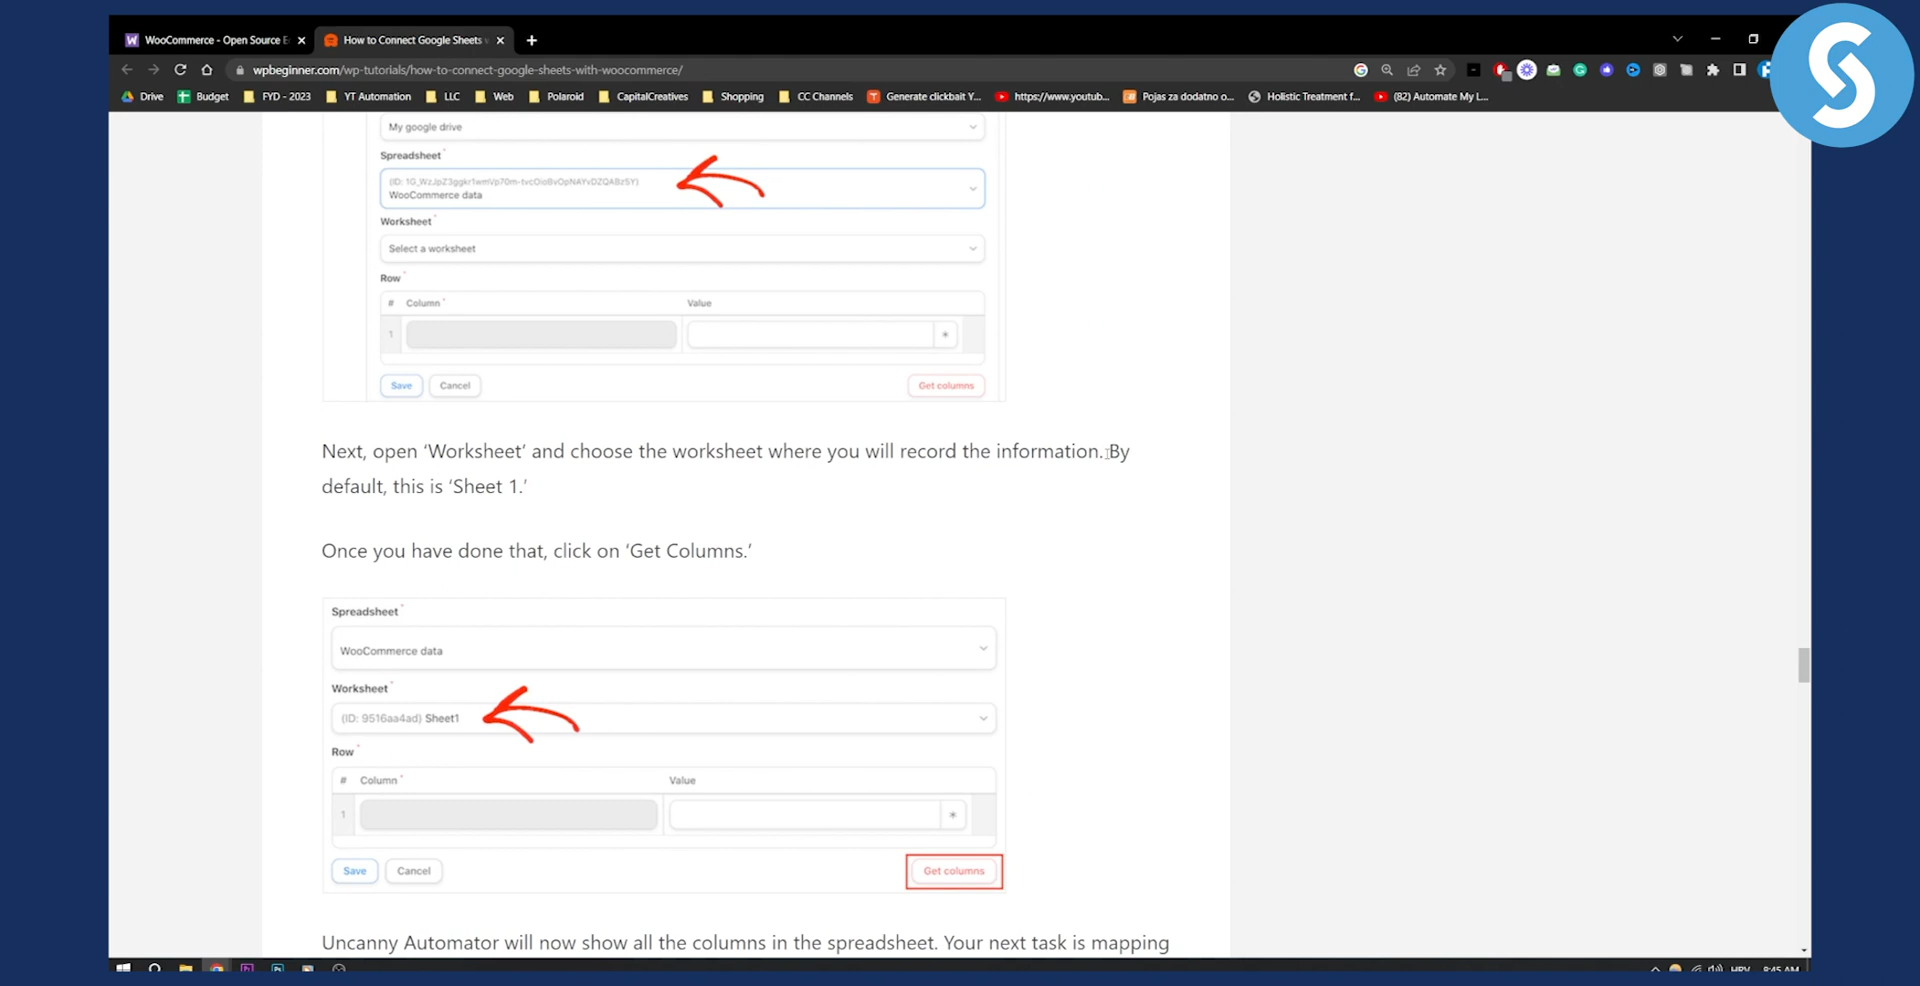 WooCommerce - Open Source E
How to Connect Google Sheets
wpbeginner.com/wp-tutorials/how-to-connect-google-sheets-with-woocommerce/
Drive Budget FYD - 2023 YT Automation LLC Web Polaroid CapitalCreatives Shopping CC Channels Generate clickbait Y... https://www.youtub... Pojas za dodatno o... Holistic Treatment f... (82) Automate My L...
My google drive
Spreadsheet *
WooCommerce data
Worksheet *
Select a worksheet
Row *
# Column * Value
1 *
Save Cancel Get columns
Next, open ‘Worksheet’ and choose the worksheet where you will record the information. By
default, this is ‘Sheet 1.’
Once you have done that, click on ‘Get Columns.’
Spreadsheet *
WooCommerce data
Worksheet *
(ID: 9516aa4ad) Sheet1
Row *
# Column * Value
1 *
Save Cancel Get columns
Uncanny Automator will now show all the columns in the spreadsheet. Your next task is mapping
HRV 8:45 AM